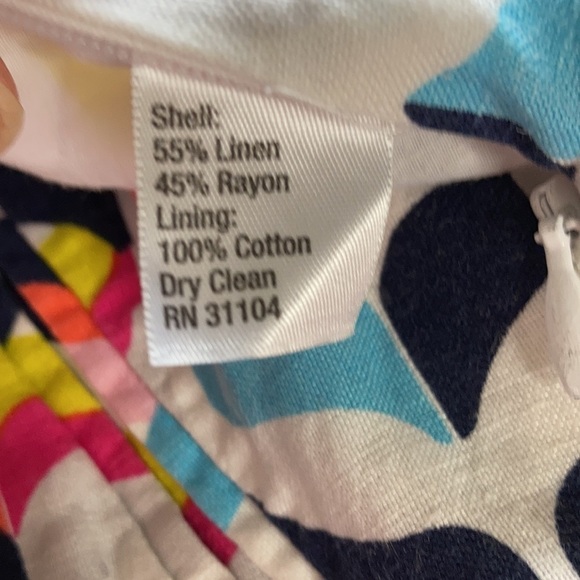 Shell:
55% Linen
45% Rayon
Lining:
100% Cotton
Dry Clean
RN 31104